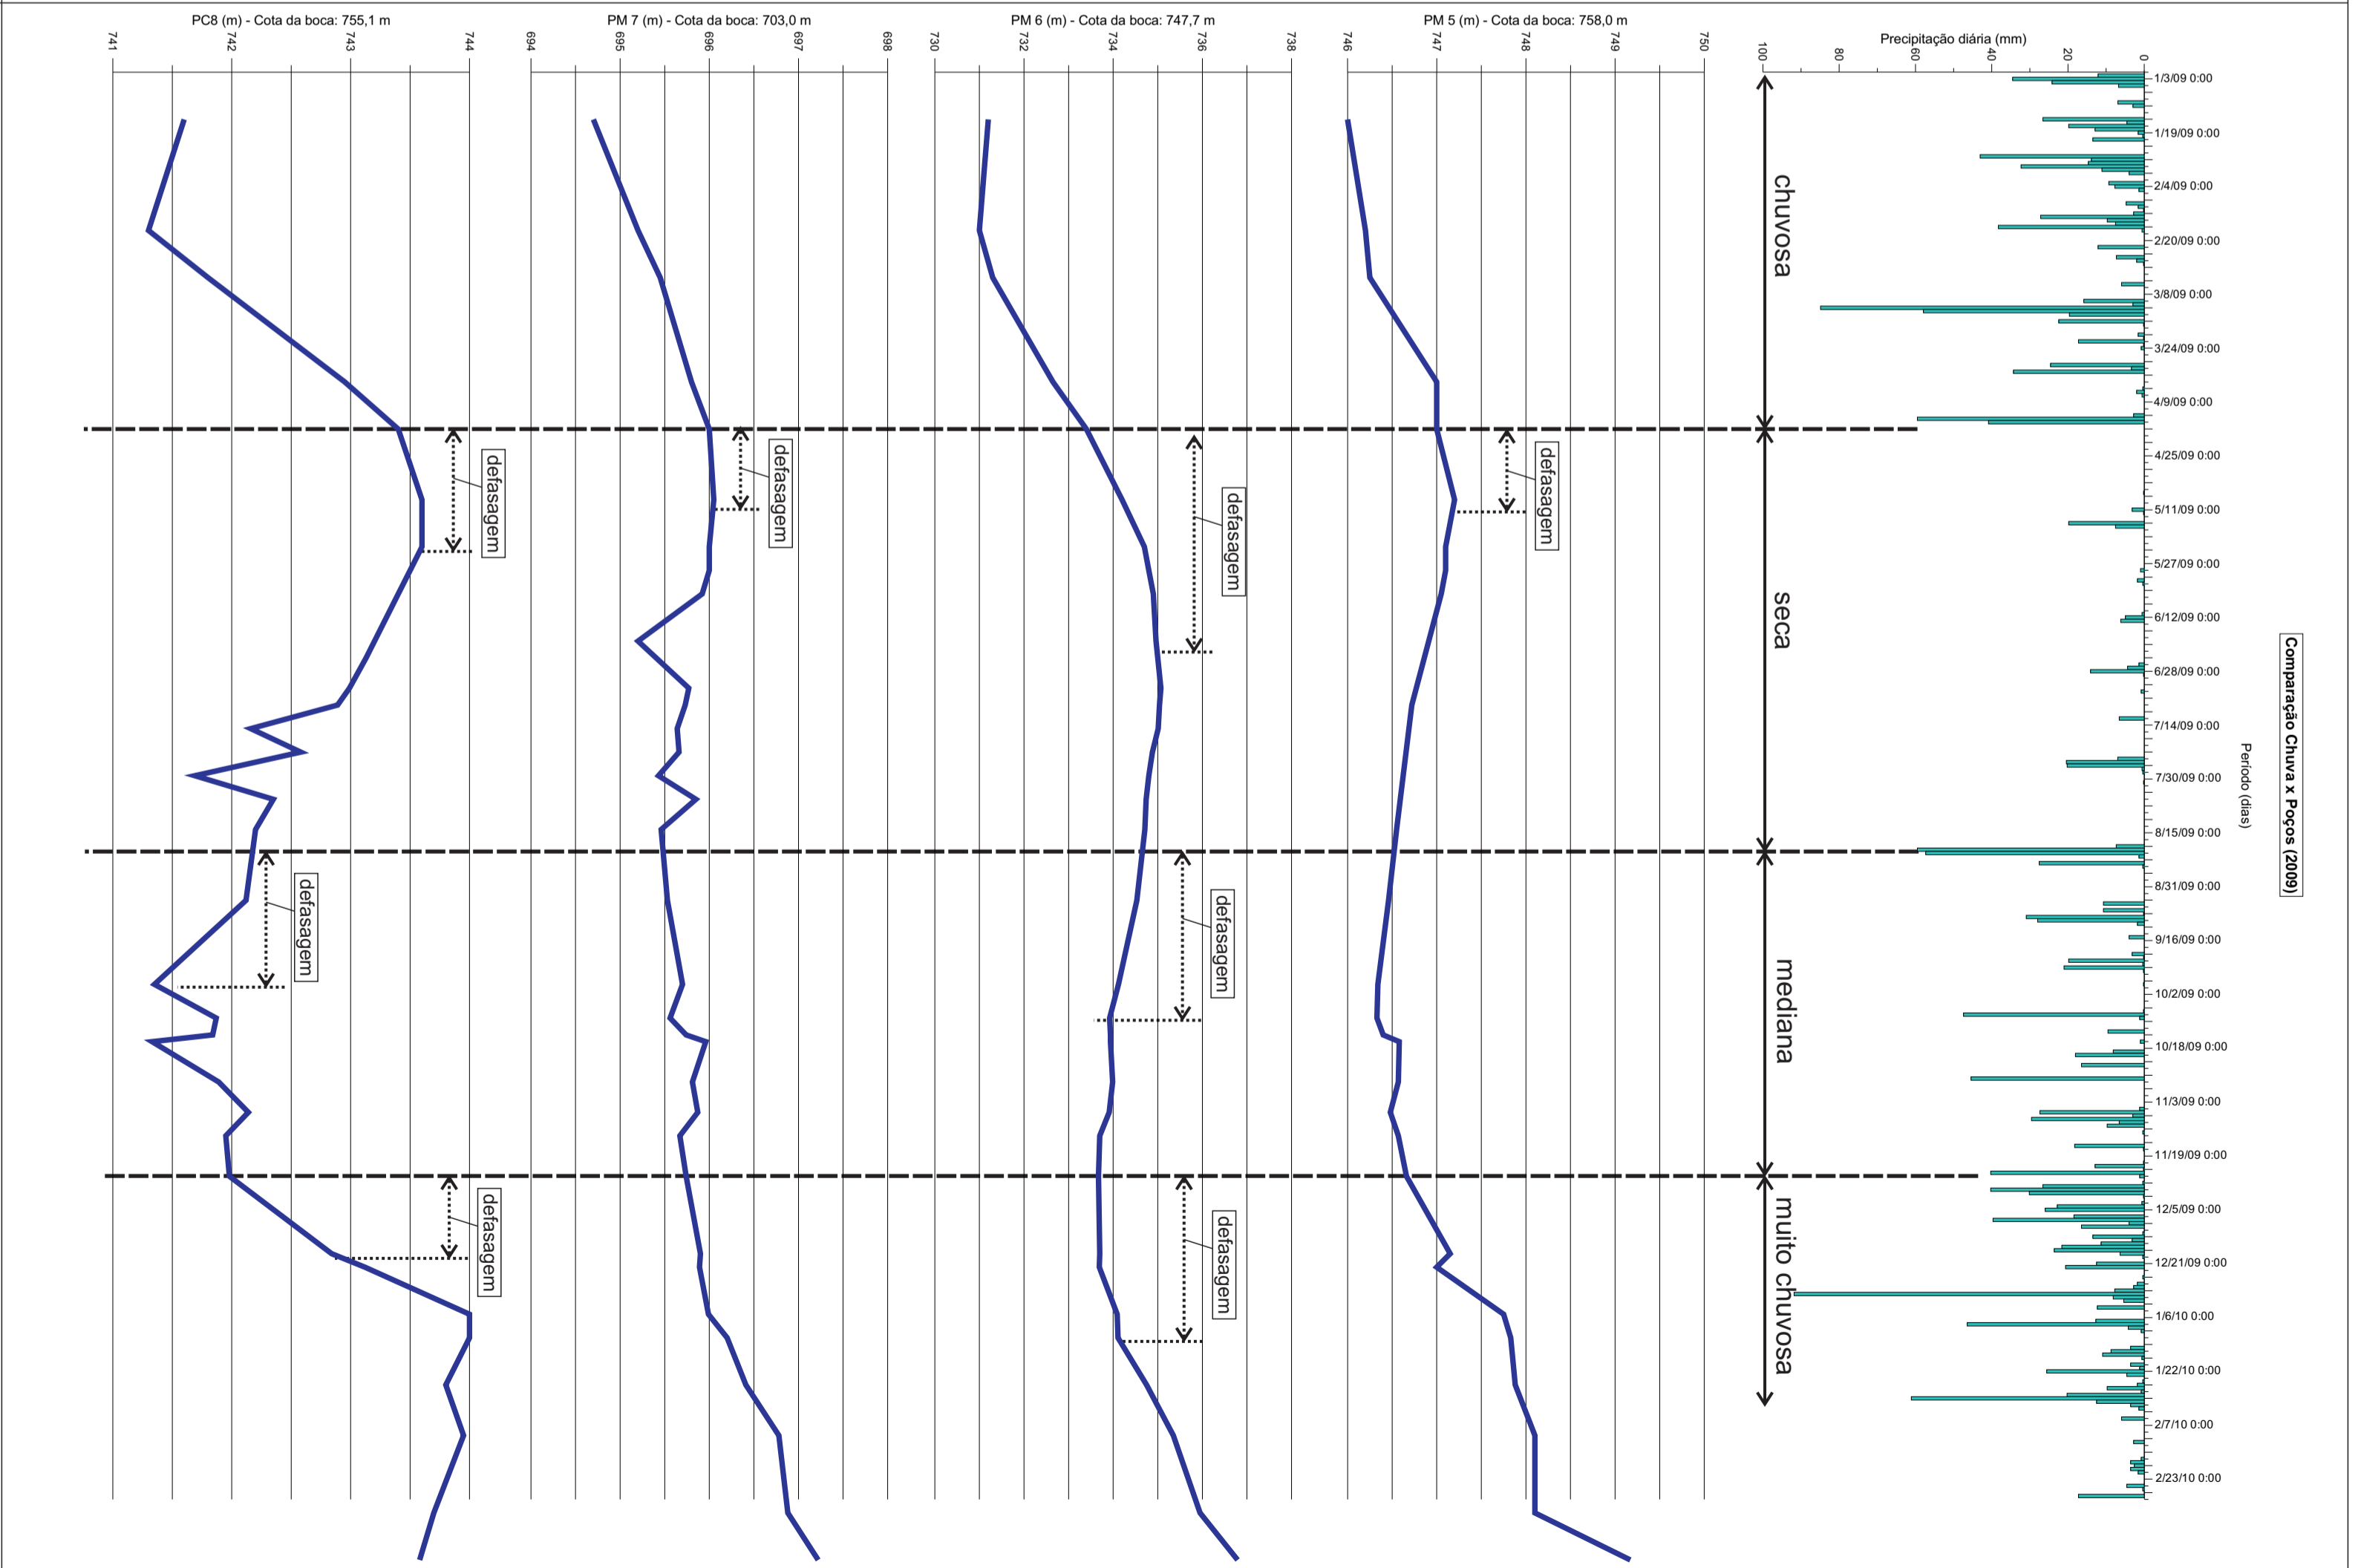 Comparação Chuva x Poços (2009)
Período (dias)
1/3/09 0:00
1/19/09 0:00
2/4/09 0:00
2/20/09 0:00
3/8/09 0:00
3/24/09 0:00
4/9/09 0:00
4/25/09 0:00
5/11/09 0:00
5/27/09 0:00
6/12/09 0:00
6/28/09 0:00
7/14/09 0:00
7/30/09 0:00
8/15/09 0:00
8/31/09 0:00
9/16/09 0:00
10/2/09 0:00
10/18/09 0:00
11/3/09 0:00
11/19/09 0:00
12/5/09 0:00
12/21/09 0:00
1/6/10 0:00
1/22/10 0:00
2/7/10 0:00
2/23/10 0:00
Precipitação diária (mm)
0
20
40
60
80
100
chuvosa
seca
mediana
muito chuvosa
PM 5 (m) - Cota da boca: 758,0 m
750
749
748
747
746
defasagem
PM 6 (m) - Cota da boca: 747,7 m
738
736
734
732
730
defasagem
defasagem
defasagem
PM 7 (m) - Cota da boca: 703,0 m
698
697
696
695
694
defasagem
PC8 (m) - Cota da boca: 755,1 m
744
743
742
741
defasagem
defasagem
defasagem